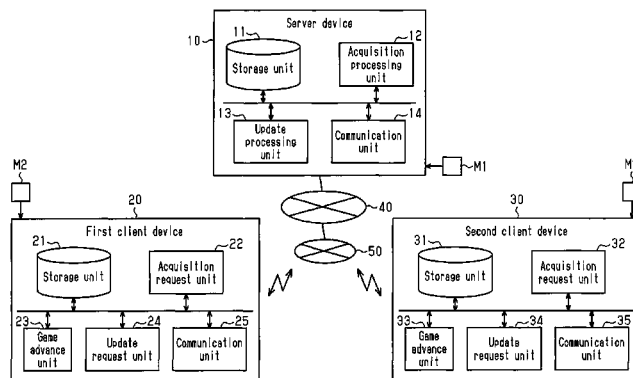 Server device
10
11
12
Storage unit
Acquisition
processing
unit
13
14
Update
processing
unit
Communication
unit
M1
M2
40
50
20
First client device
21
22
Storage unit
Acquisition
request unit
23
24
25
Game
advance
unit
Update
request unit
Communication
unit
30
Second client device
31
32
Storage unit
Acquisition
request unit
33
34
35
Game
advance
unit
Update
request unit
Communication
unit